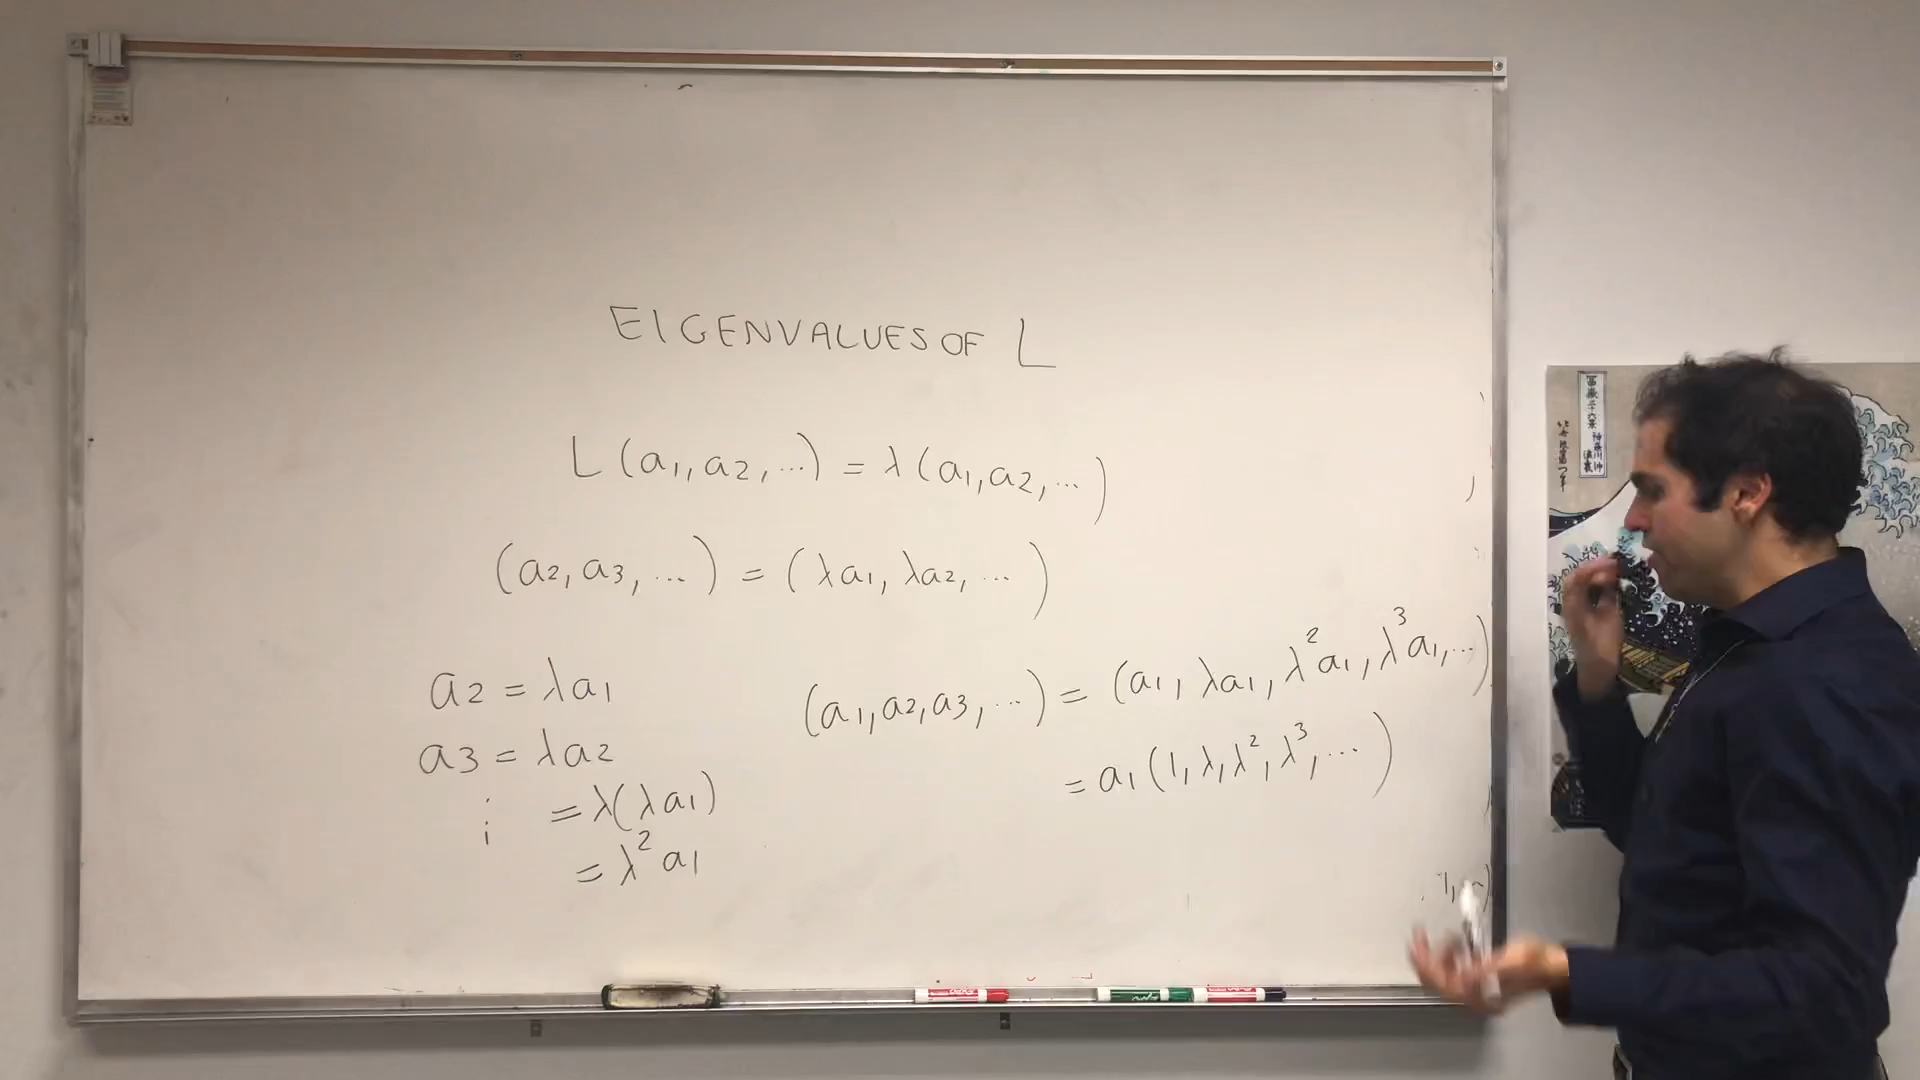 EIGENVALUES OF L
L(a1, a2, ...) = λ(a1, a2, ...)
(a2, a3, ...) = (λa1, λa2, ...)
a2 = λa1
a3 = λa2
= λ(λa1)
= λ²a1
(a1, a2, a3, ...) = (a1, λa1, λ²a1, λ³a1, ...)
= a1(1, λ, λ², λ³, ...)